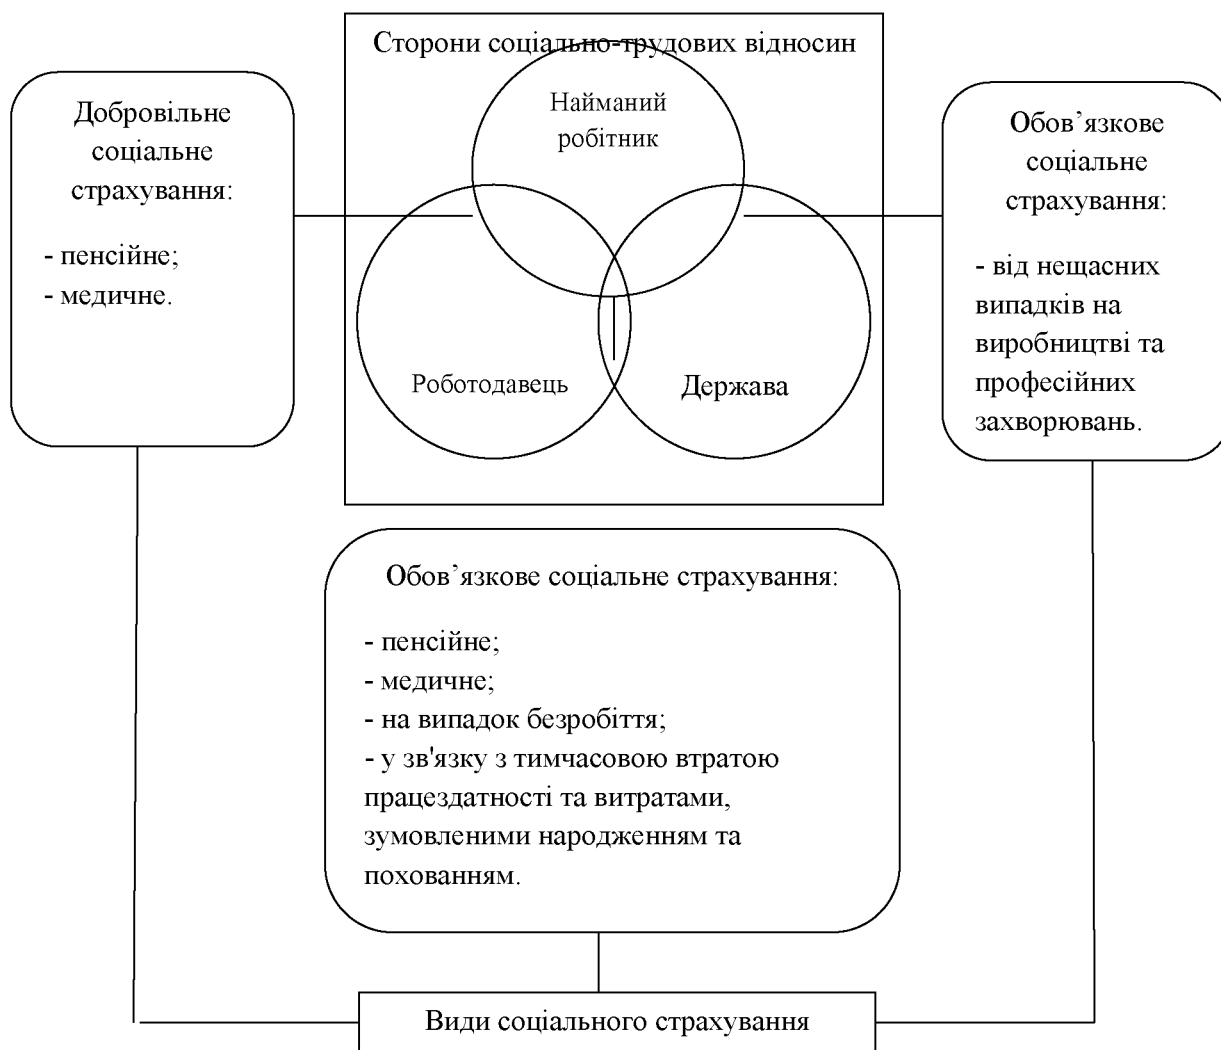 Сторони соціально-трудових відносин
Найманий
робітник
Роботодавець
Держава
Добровільне
соціальне
страхування:
- пенсійне;
- медичне.
Обов’язкове
соціальне
страхування:
- від нещасних
випадків на
виробництві та
професійних
захворювань.
Обов’язкове соціальне страхування:
- пенсійне;
- медичне;
- на випадок безробіття;
- у зв'язку з тимчасовою втратою
працездатності та витратами,
зумовленими народженням та
похованням.
Види соціального страхування